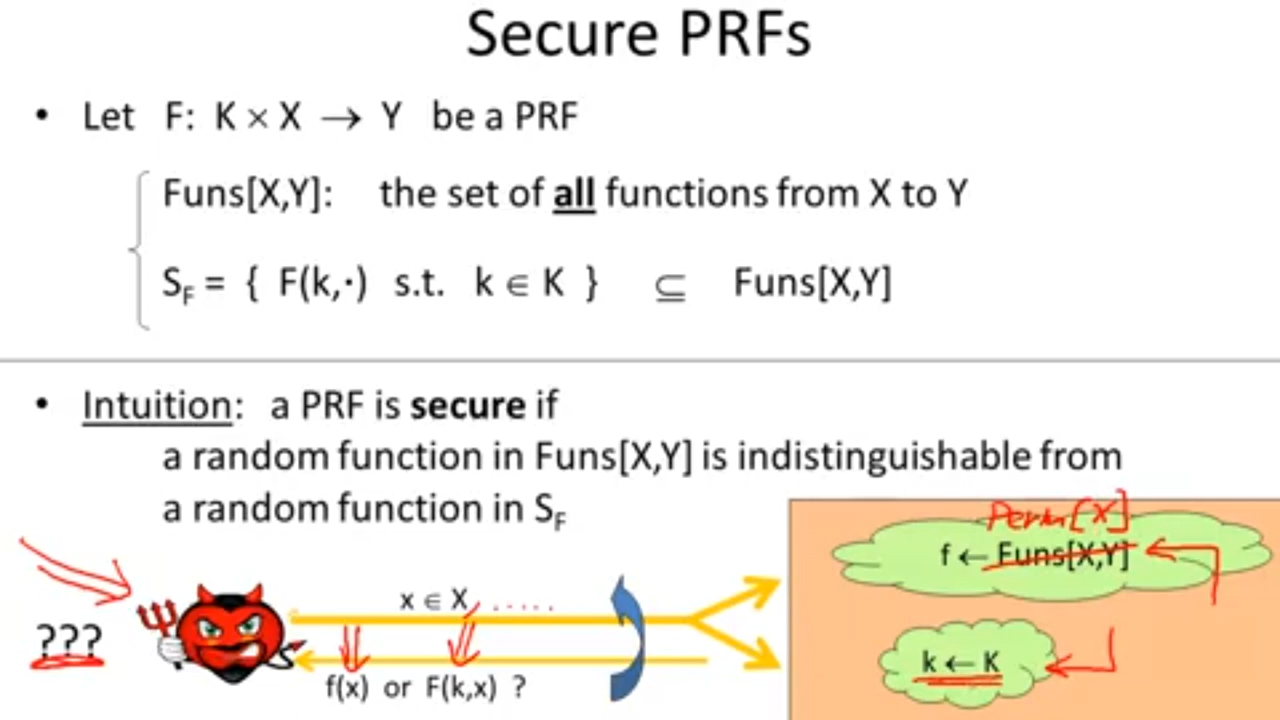 Secure PRFs
• Let F: K × X → Y be a PRF
Funs[X,Y]: the set of all functions from X to Y
S_F = { F(k,·) s.t. k ∈ K } ⊆ Funs[X,Y]
• Intuition: a PRF is secure if
a random function in Funs[X,Y] is indistinguishable from
a random function in S_F
Perm[X]
f ← Funs[X,Y]
x ∈ X, .....
???
k ← K
f(x) or F(k,x) ?